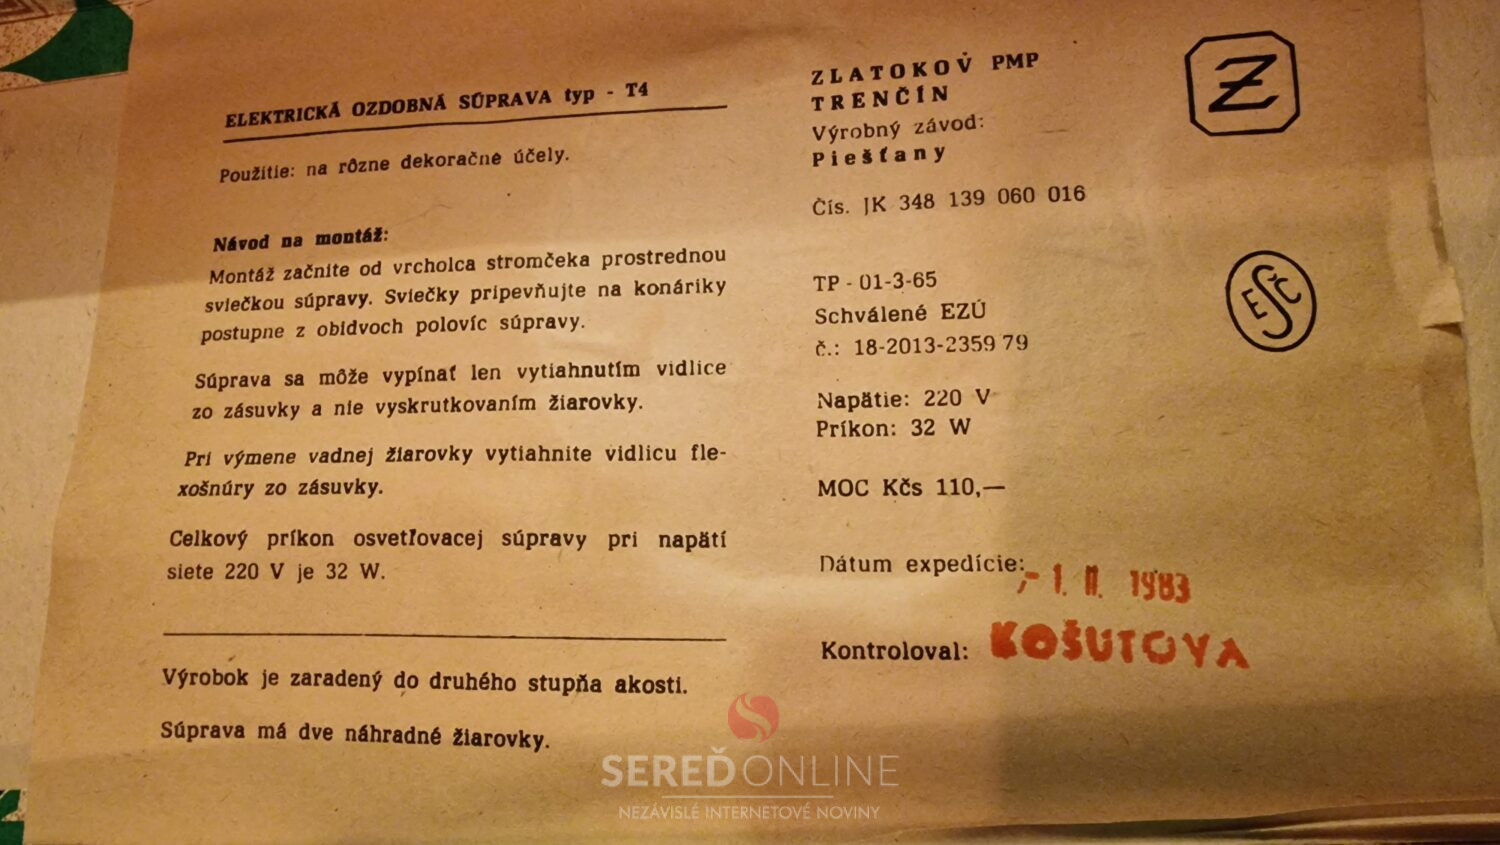 ELEKTRICKÁ OZDOBNÁ SÚPRAVA typ - T4
Použitie: na rôzne dekoračné účely.
Návod na montáž:
Montáž začnite od vrcholca stromčeka prostrednou
sviečkou súpravy. Sviečky pripevňujte na konáriky
postupne z obidvoch polovíc súpravy.
Súprava sa môže vypínať len vytiahnutím vidlice
zo zásuvky a nie vyskrutkovaním žiarovky.
Pri výmene vadnej žiarovky vytiahnite vidlicu fle-
xošnúry zo zásuvky.
Celkový príkon osvetľovacej súpravy pri napätí
siete 220 V je 32 W.
Výrobok je zaradený do druhého stupňa akosti.
Súprava má dve náhradné žiarovky.
ZLATOKOV PMP
TRENČÍN
Výrobný závod:
Piešťany
Čís. JK 348 139 060 016
TP - 01-3-65
Schválené EZÚ
č.: 18-2013-2359 79
Napätie: 220 V
Príkon: 32 W
MOC Kčs 110,—
Dátum expedície: - 1. II. 1983
Kontroloval: KOŠUTOVA
Z
ESČ
SEREĎ ONLINE
NEZÁVISLÉ INTERNETOVÉ NOVINY